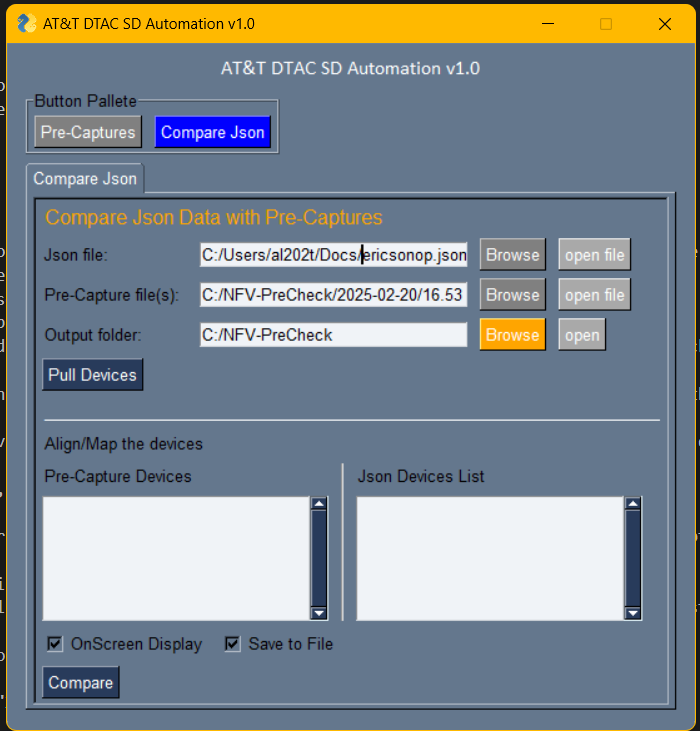 AT&T DTAC SD Automation v1.0
AT&T DTAC SD Automation v1.0
Button Pallete
Pre-Captures Compare Json
Compare Json
Compare Json Data with Pre-Captures
Json file: C:/Users/al202t/Docs/ericsonop.json Browse open file
Pre-Capture file(s): C:/NFV-PreCheck/2025-02-20/16.53 Browse open file
Output folder: C:/NFV-PreCheck Browse open
Pull Devices
Align/Map the devices
Pre-Capture Devices Json Devices List
OnScreen Display Save to File
Compare